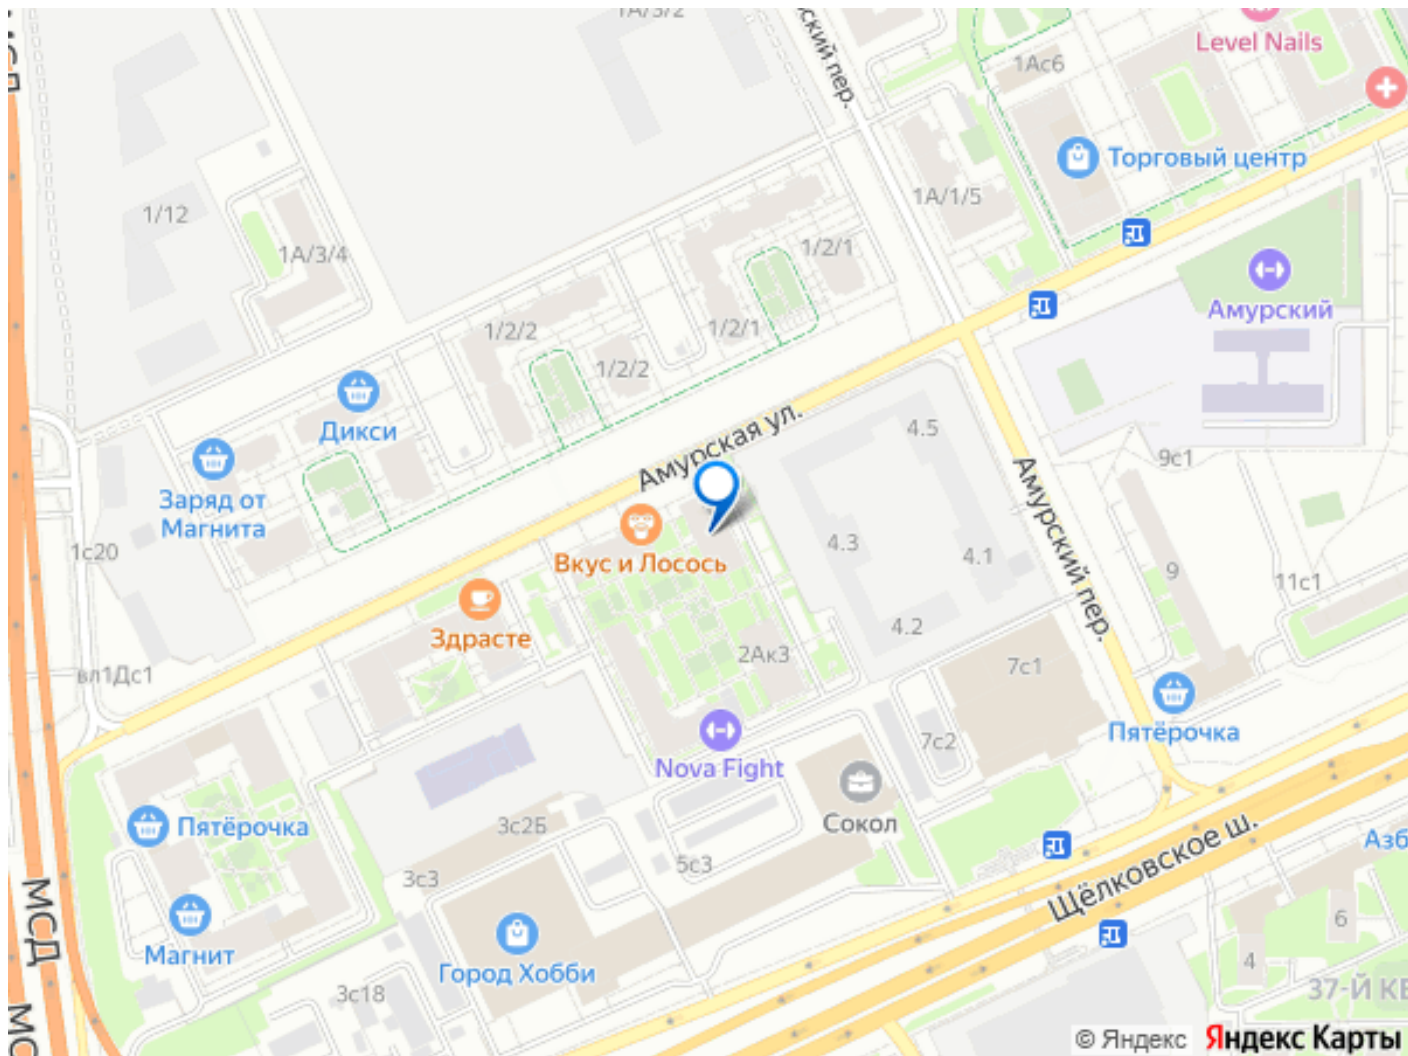 1А/3/2
ский пер.
Level Nails
1Ас6
Торговый центр
1/12
1А/1/5
1А/3/4
1/2/1
Амурский
1/2/2
1/2/1
1/2/2
Дикси
Амурская ул.
4.5
9с1
Заряд от
Магнита
Амурский пер.
1с20
Вкус и Лосось
4.3
4.1
9
11с1
Здрасте
4.2
2Ак3
7с1
вл1Дс1
Пятёрочка
7с2
Nova Fight
Пятёрочка
3с2Б
Сокол
Щёлковское ш.
Азб
5с3
3с3
МСД
Магнит
Город Хобби
6
4
3с18
37-Й КВ
© Яндекс
Яндекс Карты